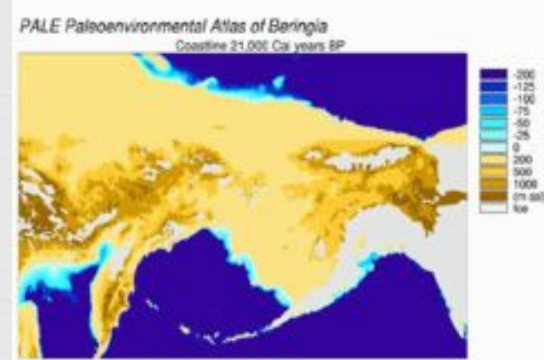 PALE Paleoenvironmental Atlas of Beringia
Coastline 21,000 Cal years BP
-200
-125
-100
-75
-50
-25
0
200
500
1000
(m asl)
Ice